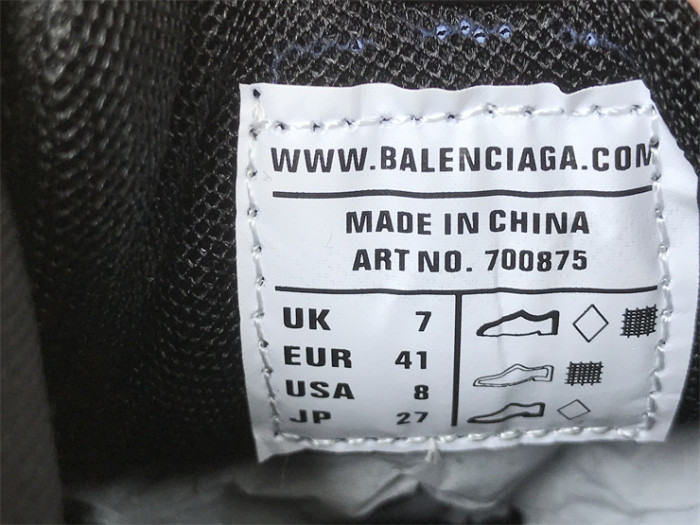 WWW.BALENCIAGA.COM
MADE IN CHINA
ART NO. 700875
UK 7
EUR 41
USA 8
JP 27